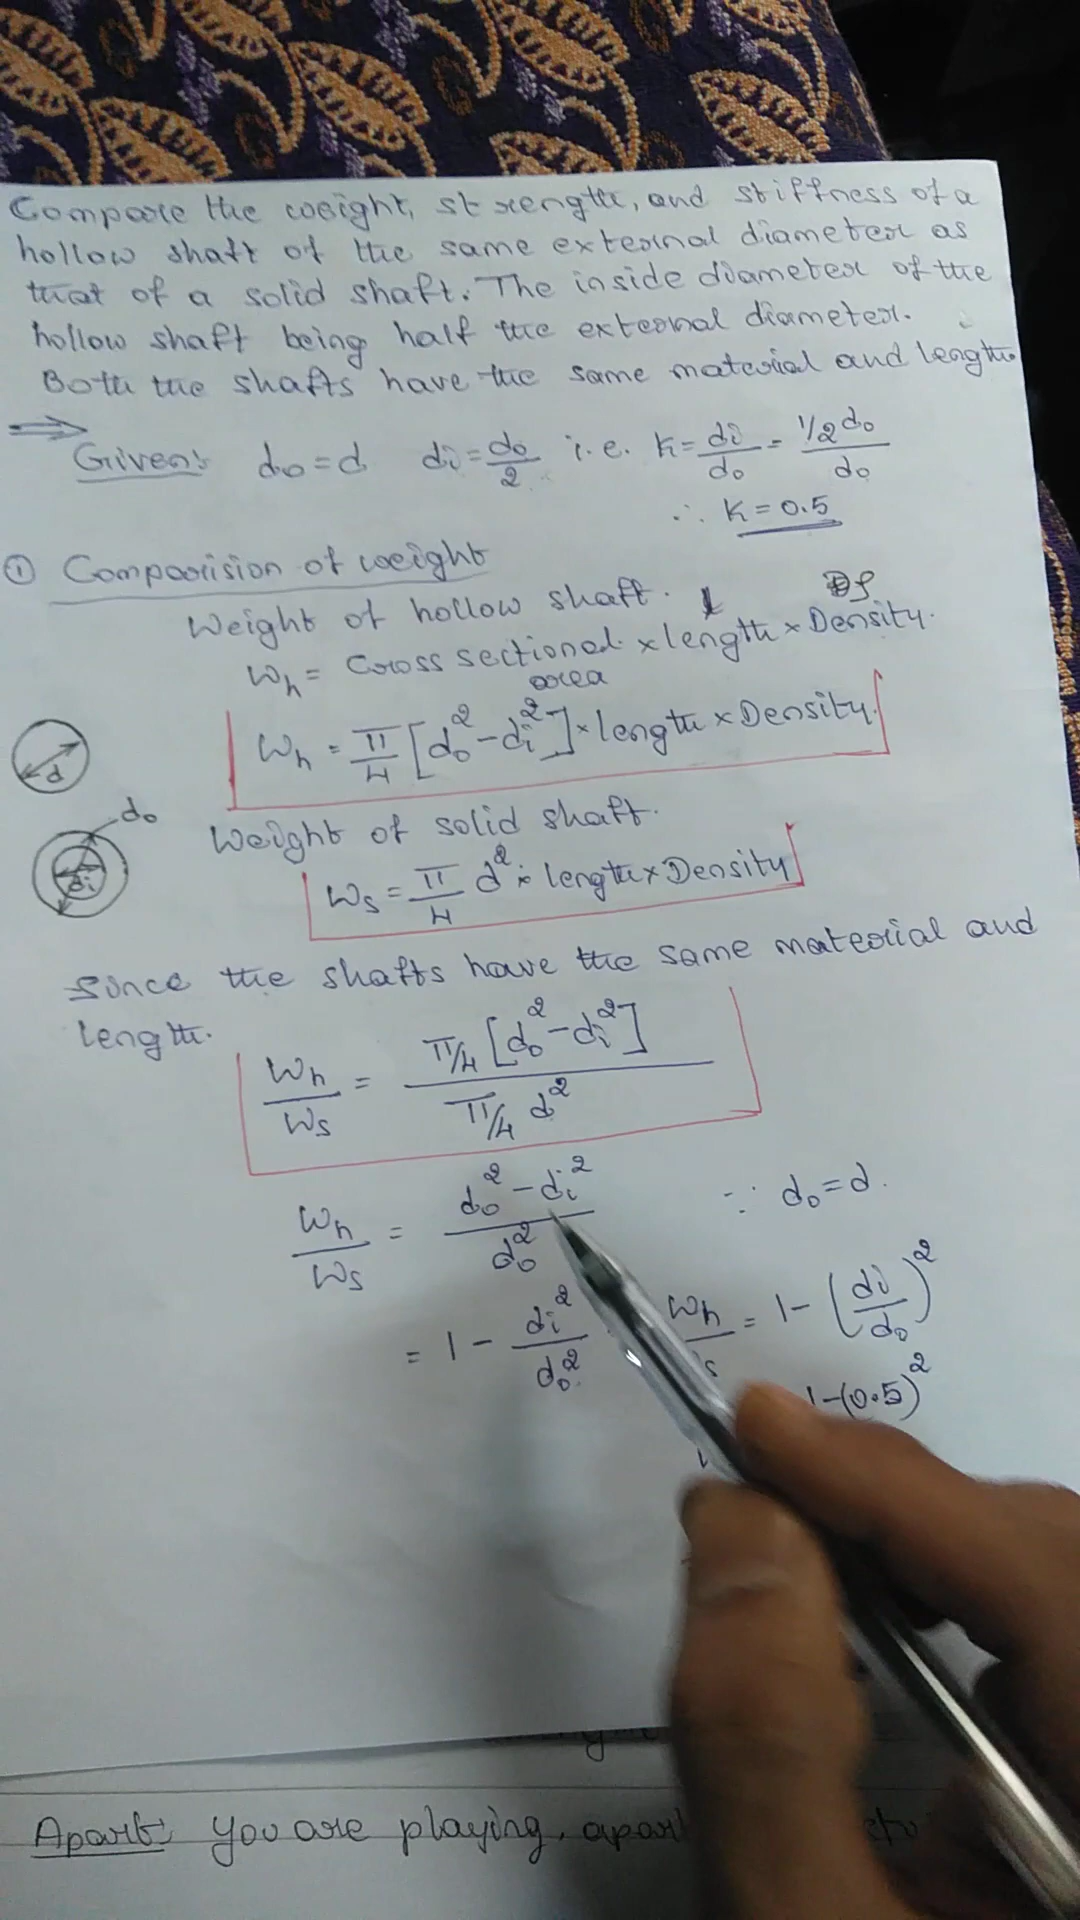 Compare the weight, strength, and stiffness of a
hollow shaft of the same external diameter as
that of a solid shaft. The inside diameter of the
hollow shaft being half the external diameter.
Both the shafts have the same material and length
⇒ Given: do = d di = do/2 i.e. K = di/do = 1/2 do/do
∴ K = 0.5
① Comparision of weight
Weight of hollow shaft.
Wh = Cross sectional area × length × Density.
Wh = π/4 [do² - di²] × length × Density.
d
do
di
Weight of solid shaft.
Ws = π/4 d² × length × Density
Since the shafts have the same material and
length.
Wh/Ws = π/4 [do² - di²] / π/4 d²
Wh/Ws = do² - di² / do² ∵ do = d.
= 1 - di²/do² Wh/s = 1 - (di/do)²
1-(0.5)²
Apart: You are playing, apart